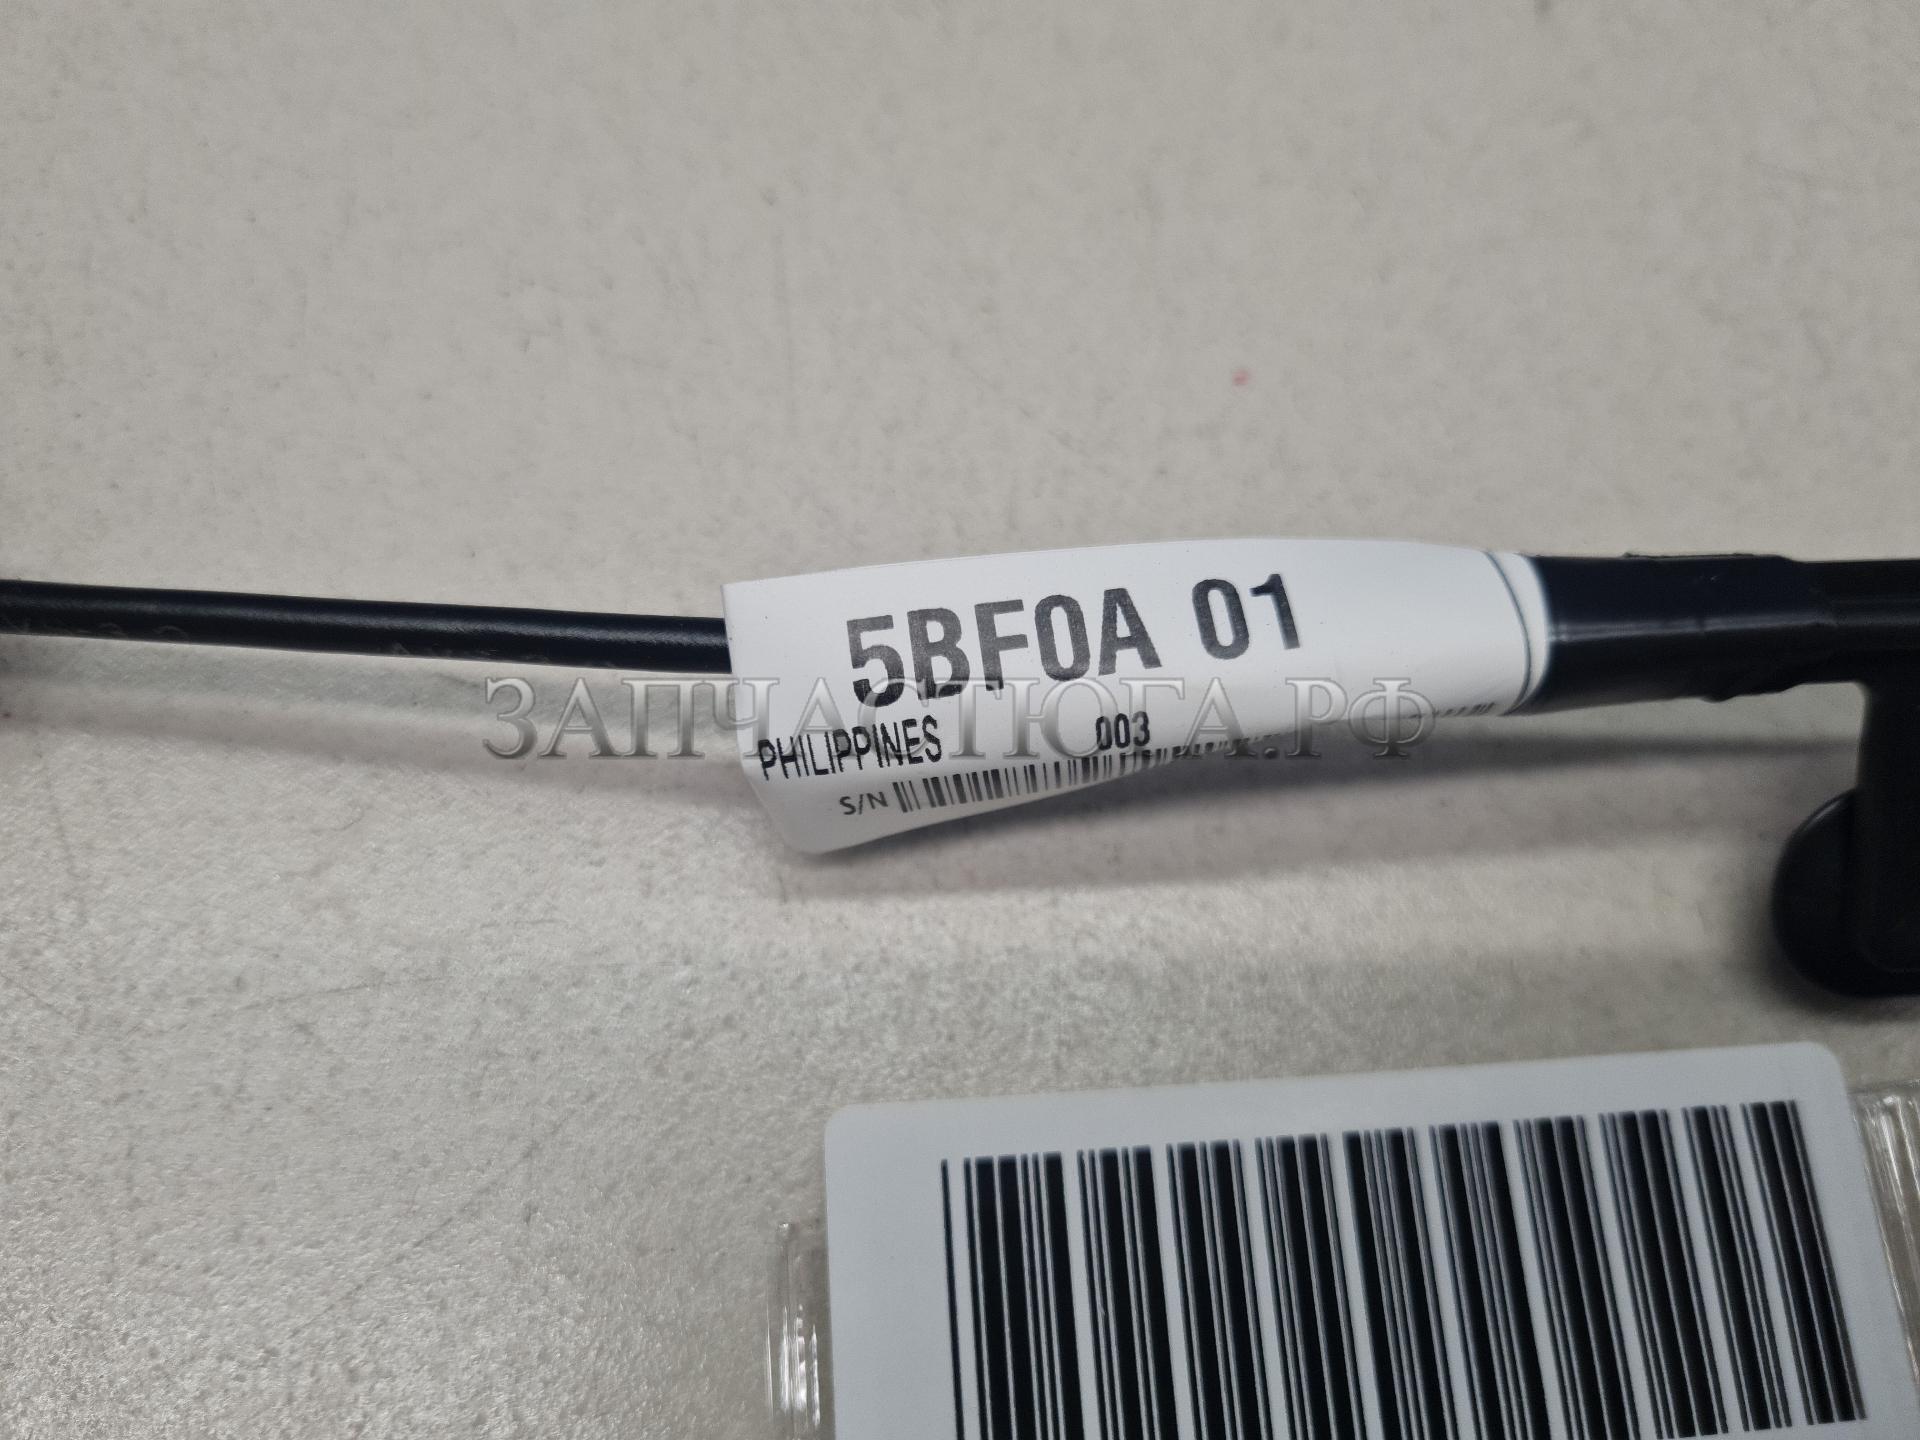 5BF0A 01
ЗАПЧАСТЮГА.РФ
PHILIPPINES 003
S/N